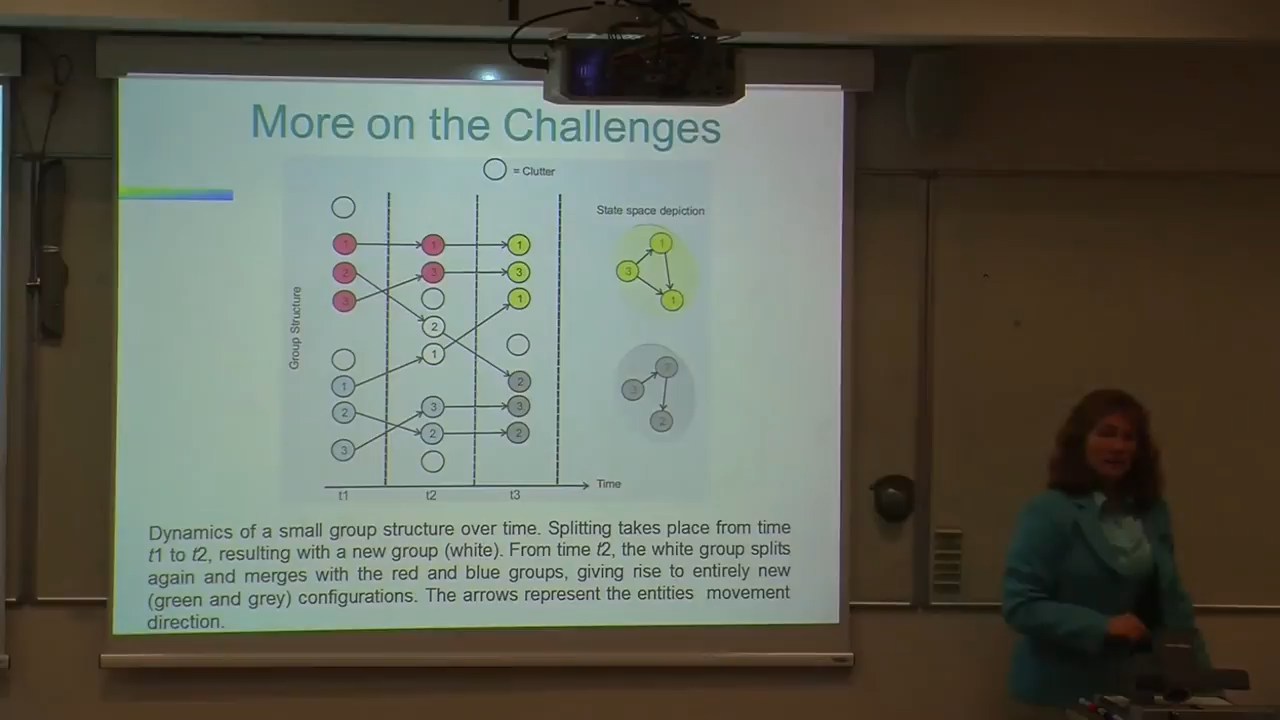 More on the Challenges
= Clutter
State space depiction
Group Structure
1 1 1 1
2 3 3 3
3 1 1
2
1
1 2
2 3 3 3
3 2 2 2
Time
t1 t2 t3
Dynamics of a small group structure over time. Splitting takes place from time
t1 to t2, resulting with a new group (white). From time t2, the white group splits
again and merges with the red and blue groups, giving rise to entirely new
(green and grey) configurations. The arrows represent the entities movement
direction.